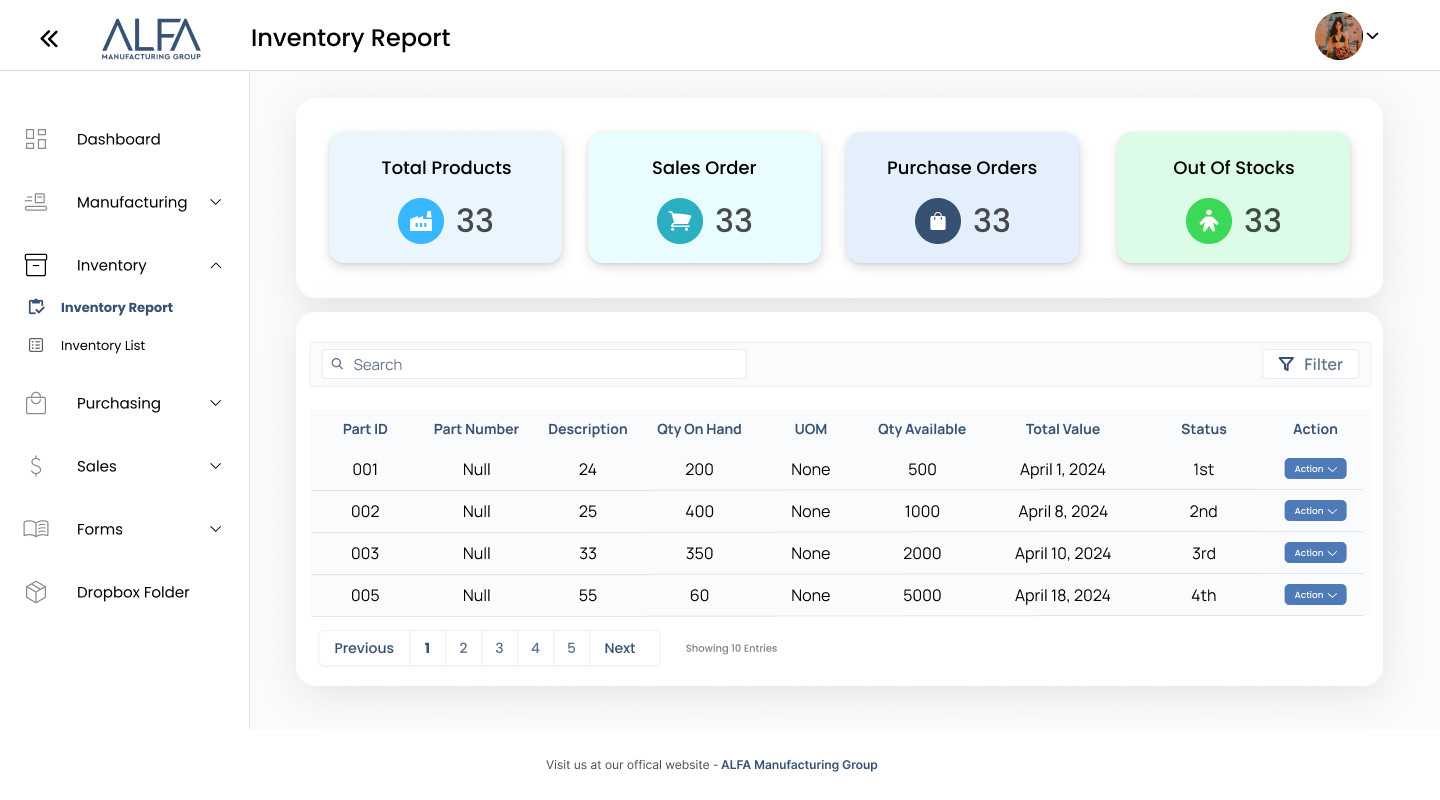 ALFA
MANUFACTURING GROUP
Inventory Report
Dashboard
Manufacturing
Inventory
Inventory Report
Inventory List
Purchasing
Sales
Forms
Dropbox Folder
Total Products
33
Sales Order
33
Purchase Orders
33
Out Of Stocks
33
Search
Filter
Part ID Part Number Description Qty On Hand UOM Qty Available Total Value Status Action
001 Null 24 200 None 500 April 1, 2024 1st Action
002 Null 25 400 None 1000 April 8, 2024 2nd Action
003 Null 33 350 None 2000 April 10, 2024 3rd Action
005 Null 55 60 None 5000 April 18, 2024 4th Action
Previous 1 2 3 4 5 Next Showing 10 Entries
Visit us at our offical website - ALFA Manufacturing Group